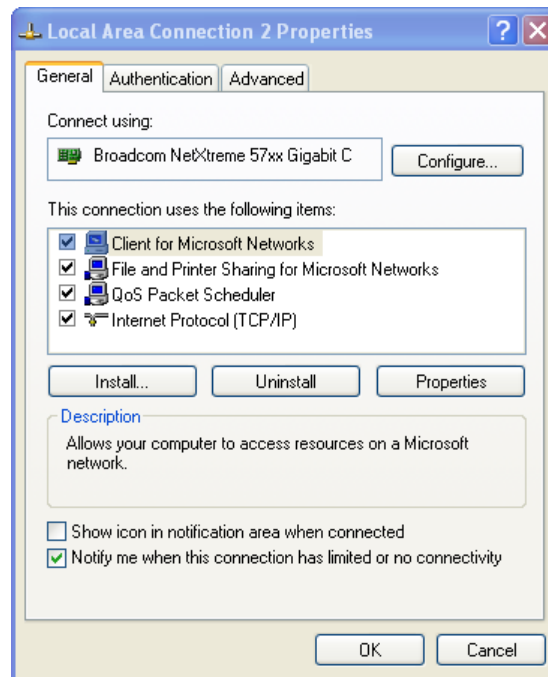 Local Area Connection 2 Properties
General Authentication Advanced
Connect using:
Broadcom NetXtreme 57xx Gigabit C
Configure...
This connection uses the following items:
Client for Microsoft Networks
File and Printer Sharing for Microsoft Networks
QoS Packet Scheduler
Internet Protocol (TCP/IP)
Install... Uninstall Properties
Description
Allows your computer to access resources on a Microsoft
network.
Show icon in notification area when connected
Notify me when this connection has limited or no connectivity
OK Cancel